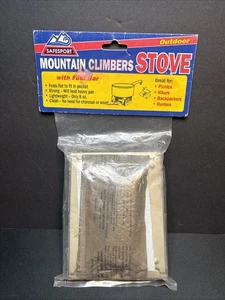 SAFESPORT
Outdoor
MOUNTAIN CLIMBERS STOVE
with Fuel Bar
Great for:
• Folds flat to fit in pocket
• Strong - Will hold heavy pan
• Lightweight - Only 8 oz.
• Clean - No need for charcoal or wood
• Picnics
• Hikers
• Backpackers
• Hunters